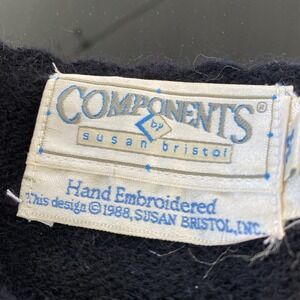 COMPONENTS®
by
susan bristol
Hand Embroidered
This design ©1988, SUSAN BRISTOL, INC.